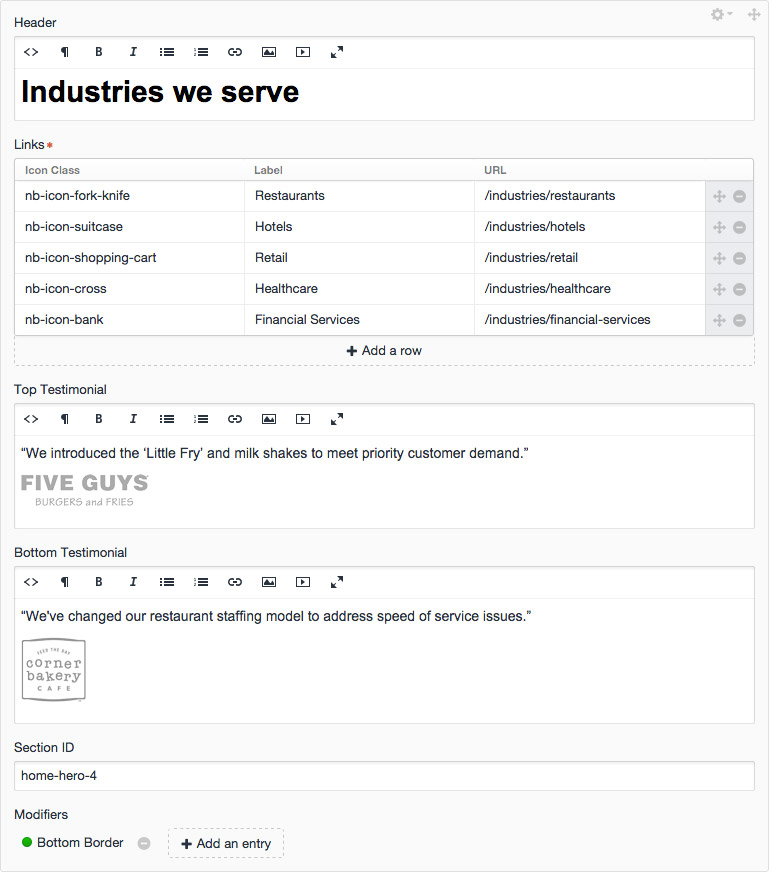 Header
B I
Industries we serve
Links*
Icon Class Label URL
nb-icon-fork-knife Restaurants /industries/restaurants
nb-icon-suitcase Hotels /industries/hotels
nb-icon-shopping-cart Retail /industries/retail
nb-icon-cross Healthcare /industries/healthcare
nb-icon-bank Financial Services /industries/financial-services
+ Add a row
Top Testimonial
B I
“We introduced the ‘Little Fry’ and milk shakes to meet priority customer demand.”
FIVE GUYS
BURGERS and FRIES
Bottom Testimonial
B I
“We've changed our restaurant staffing model to address speed of service issues.”
FEED THE DAY
corner
bakery
CAFE
Section ID
home-hero-4
Modifiers
Bottom Border + Add an entry